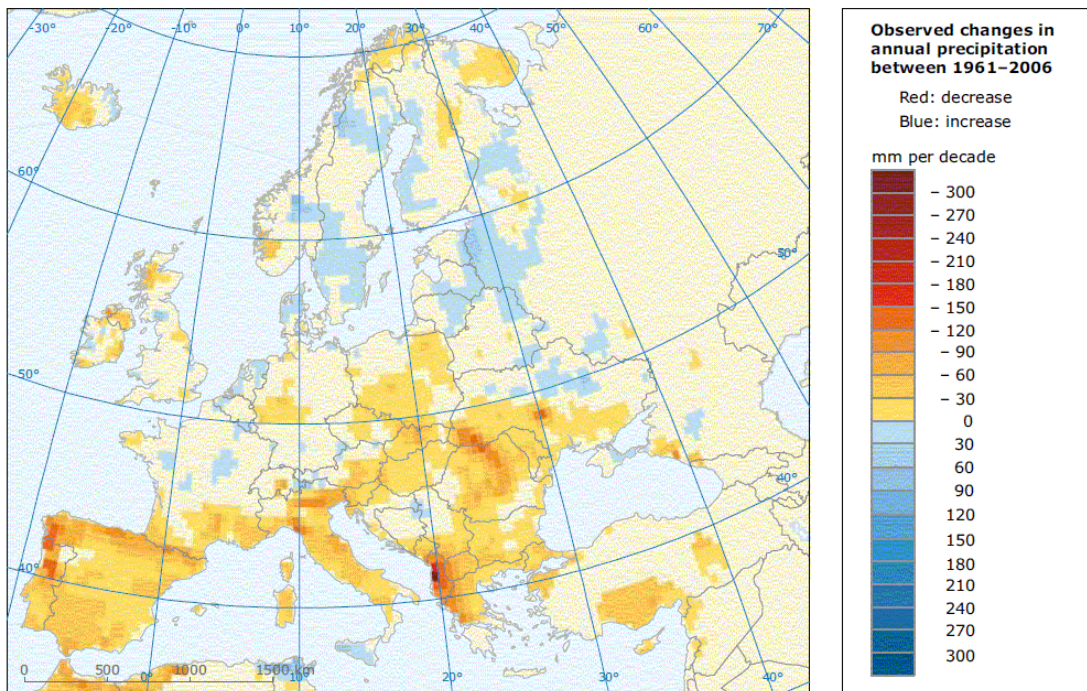 -30° -20° -10° 0° 10° 20° 30° 40° 50° 60° 70°
60°
50°
40°
50°
40°
0 500 1000 1500 km
0° 10° 20° 30° 40°
Observed changes in
annual precipitation
between 1961–2006
Red: decrease
Blue: increase
mm per decade
– 300
– 270
– 240
– 210
– 180
– 150
– 120
– 90
– 60
– 30
0
30
60
90
120
150
180
210
240
270
300